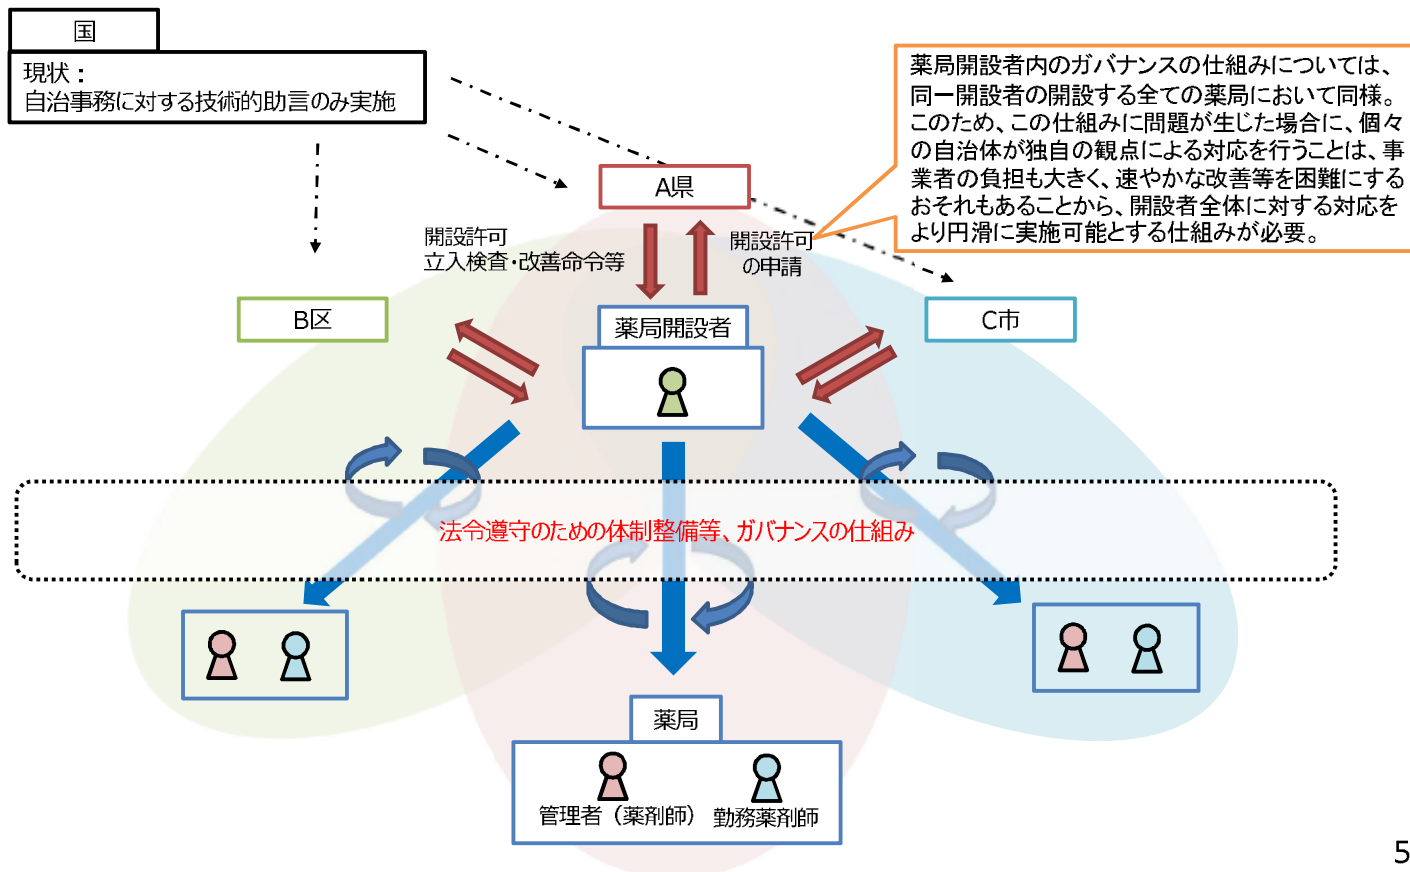 国
現状：
自治事務に対する技術的助言のみ実施
薬局開設者内のガバナンスの仕組みについては、
同一開設者の開設する全ての薬局において同様。
このため、この仕組みに問題が生じた場合に、個々
の自治体が独自の観点による対応を行うことは、事
業者の負担も大きく、速やかな改善等を困難にする
おそれもあることから、開設者全体に対する対応を
より円滑に実施可能とする仕組みが必要。
A県
開設許可
立入検査・改善命令等
開設許可
の申請
B区
薬局開設者
C市
法令遵守のための体制整備等、ガバナンスの仕組み
薬局
管理者（薬剤師）
勤務薬剤師
5